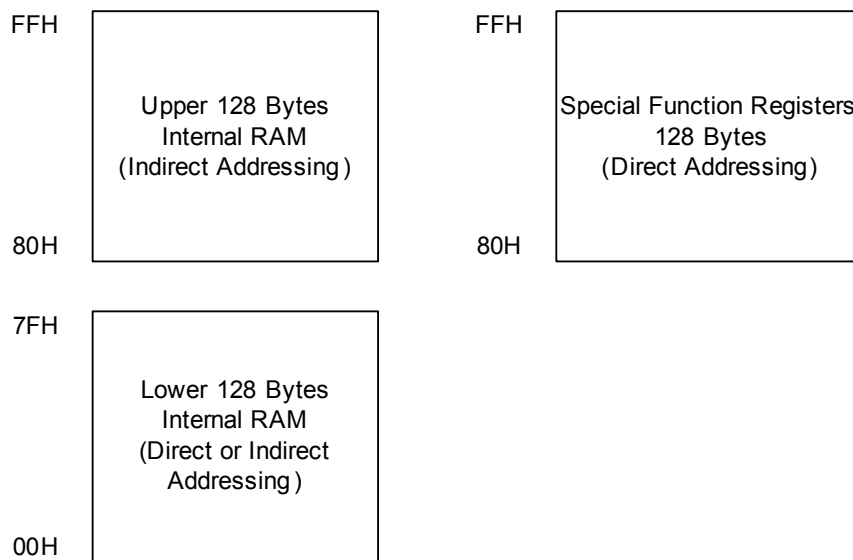 FFH
Upper 128 Bytes
Internal RAM
(Indirect Addressing)
80H
FFH
Special Function Registers
128 Bytes
(Direct Addressing)
80H
7FH
Lower 128 Bytes
Internal RAM
(Direct or Indirect
Addressing)
00H